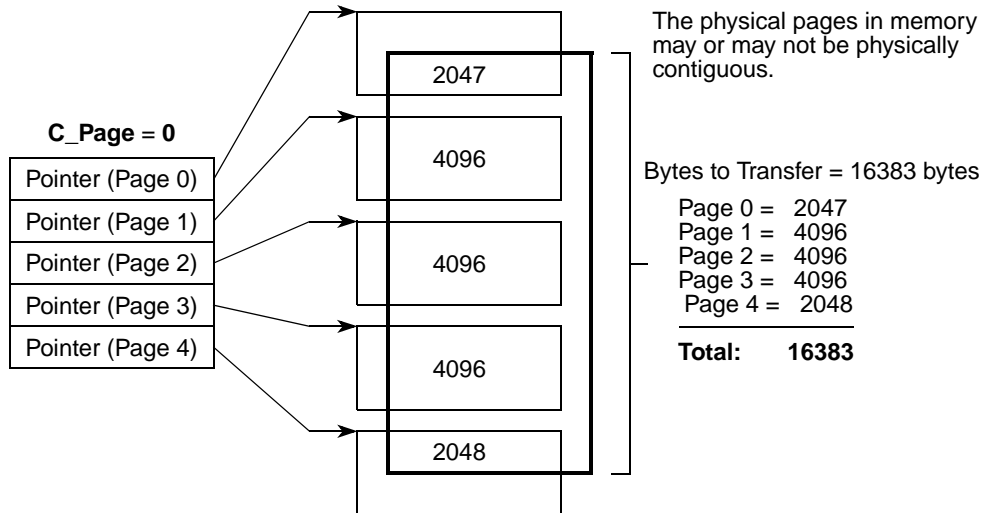 C_Page = 0
Pointer (Page 0)
Pointer (Page 1)
Pointer (Page 2)
Pointer (Page 3)
Pointer (Page 4)
2047
4096
4096
4096
2048
The physical pages in memory
may or may not be physically
contiguous.
Bytes to Transfer = 16383 bytes
Page 0 = 2047
Page 1 = 4096
Page 2 = 4096
Page 3 = 4096
Page 4 = 2048
Total: 16383